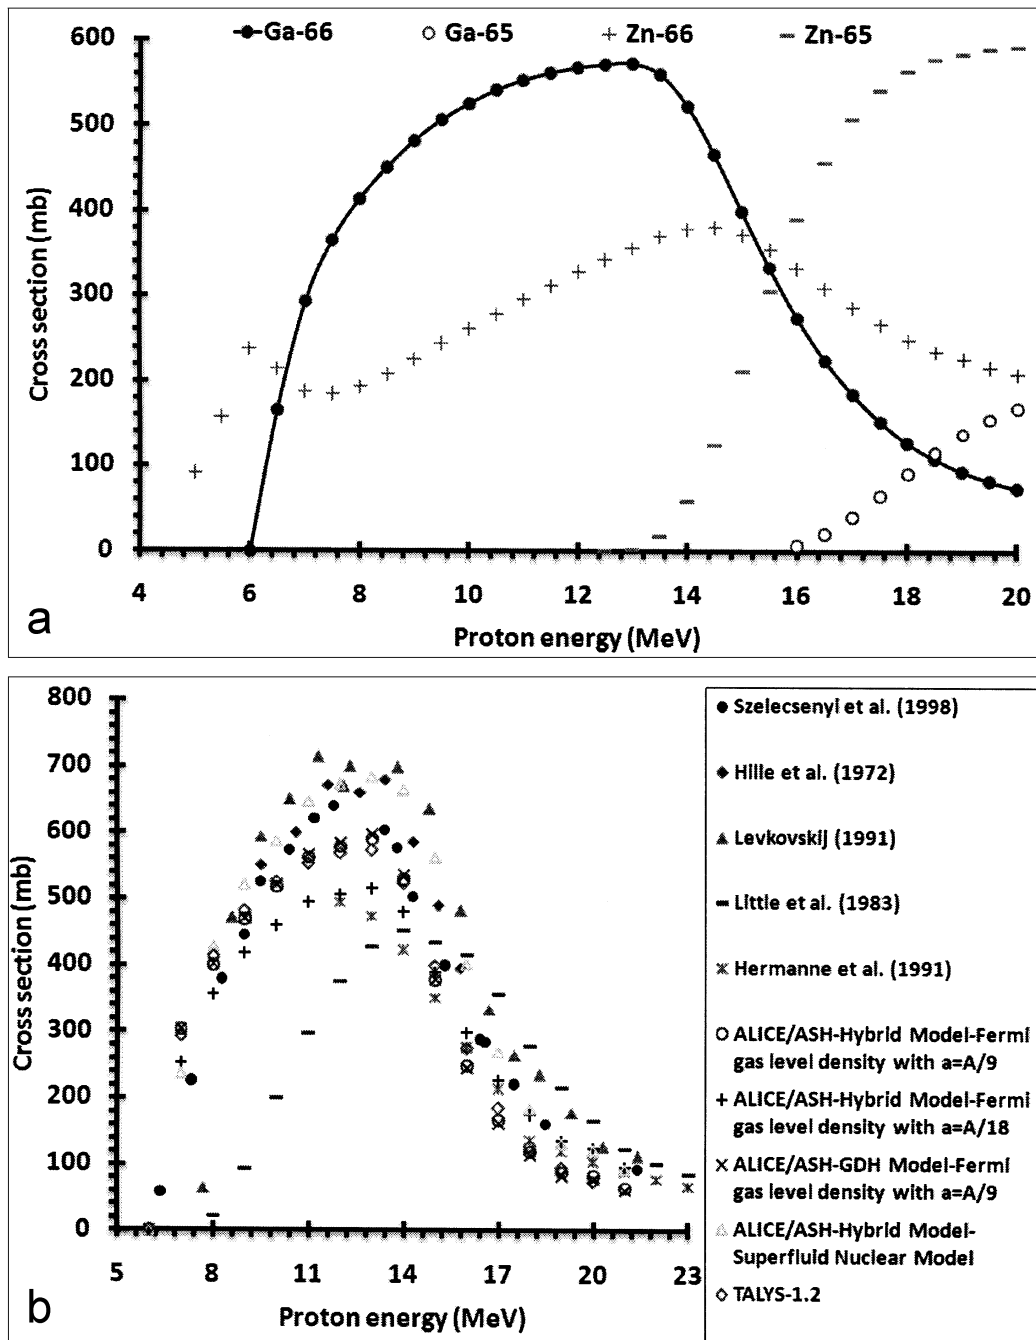 Ga-66 Ga-65 Zn-66 Zn-65
600
500
400
300
200
100
0
Cross section (mb)
4 6 8 10 12 14 16 18 20
Proton energy (MeV)
a
800
700
600
500
400
300
200
100
0
Cross section (mb)
5 8 11 14 17 20 23
Proton energy (MeV)
b
Szelecsenyi et al. (1998)
Hille et al. (1972)
Levkovskij (1991)
Little et al. (1983)
Hermanne et al. (1991)
ALICE/ASH-Hybrid Model-Fermi
gas level density with a=A/9
ALICE/ASH-Hybrid Model-Fermi
gas level density with a=A/18
ALICE/ASH-GDH Model-Fermi
gas level density with a=A/9
ALICE/ASH-Hybrid Model-
Superfluid Nuclear Model
TALYS-1.2